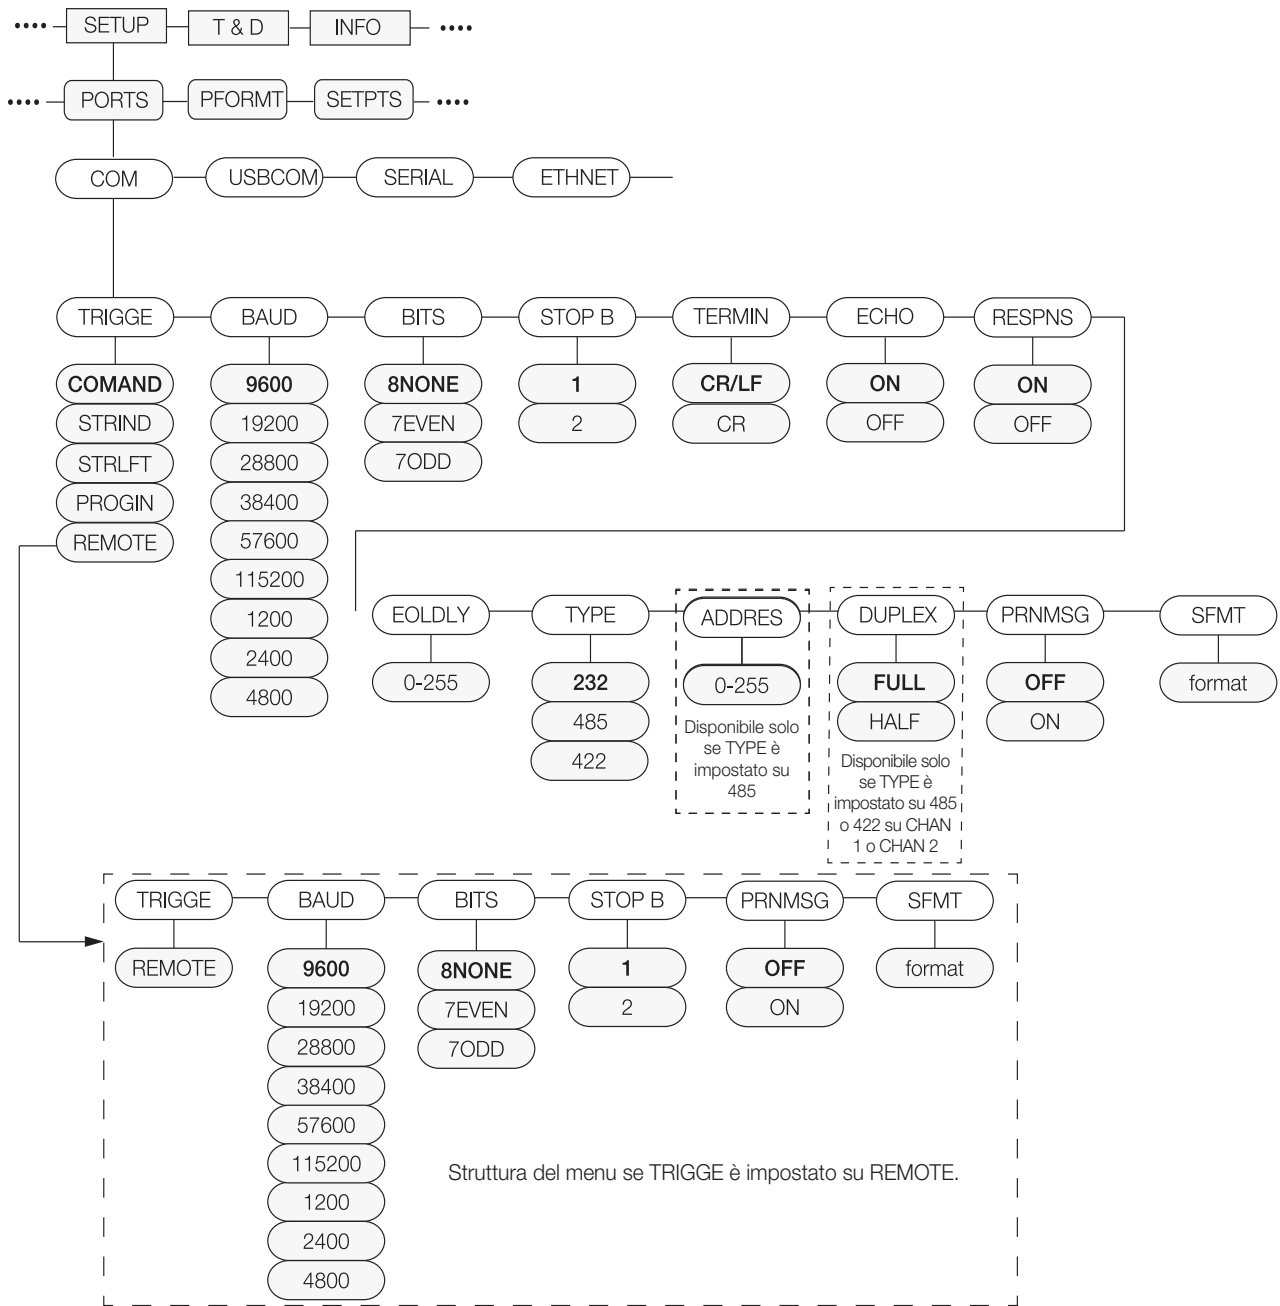 •••• SETUP T & D INFO ••••
•••• PORTS PFORMT SETPTS ••••
COM USBCOM SERIAL ETHNET
TRIGGE BAUD BITS STOP B TERMIN ECHO RESPNS
COMAND 9600 8NONE 1 CR/LF ON ON
STRIND 19200 7EVEN 2 CR OFF OFF
STRLFT 28800 7ODD
PROGIN 38400
REMOTE 57600
115200
1200
2400
4800
EOLDLY TYPE ADDRES DUPLEX PRNMSG SFMT
0-255 232 0-255 FULL OFF format
485 HALF ON
422
Disponibile solo
se TYPE è
impostato su
485
Disponibile solo
se TYPE è
impostato su 485
o 422 su CHAN
1 o CHAN 2
TRIGGE BAUD BITS STOP B PRNMSG SFMT
REMOTE 9600 8NONE 1 OFF format
19200 7EVEN 2 ON
28800 7ODD
38400
57600
115200
1200
2400
4800
Struttura del menu se TRIGGE è impostato su REMOTE.